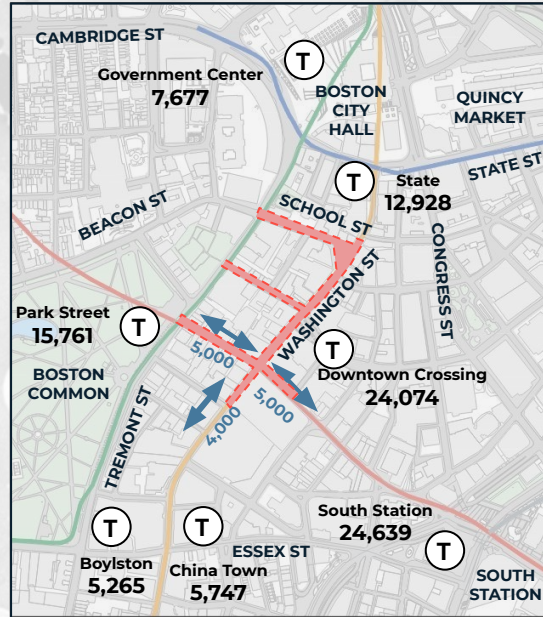 CAMBRIDGE ST
T
Government Center
7,677
BOSTON
CITY
HALL
QUINCY
MARKET
STATE ST
T
State
12,928
BEACON ST
SCHOOL ST
CONGRESS ST
WASHINGTON ST
Park Street
15,761
T
T
5,000
BOSTON
COMMON
Downtown Crossing
24,074
5,000
4,000
TREMONT ST
South Station
24,639
T
T
T
ESSEX ST
Boylston
5,265
China Town
5,747
SOUTH
STATION